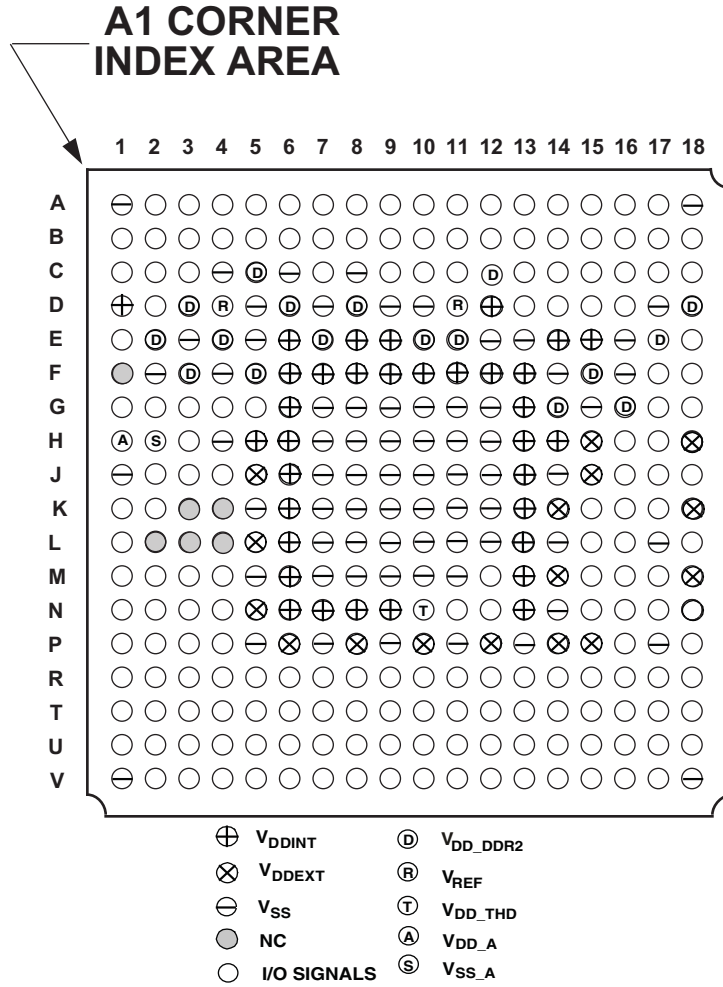 A1 CORNER
INDEX AREA
1 2 3 4 5 6 7 8 9 10 11 12 13 14 15 16 17 18
A
B
C D D
D D R D D R D
E D D D D D D
F D D D
G D D
H A S
J
K
L
M
N T
P
R
T
U
V
VDDINT D VDD_DDR2
VDDEXT R VREF
VSS T VDD_THD
NC A VDD_A
I/O SIGNALS S VSS_A